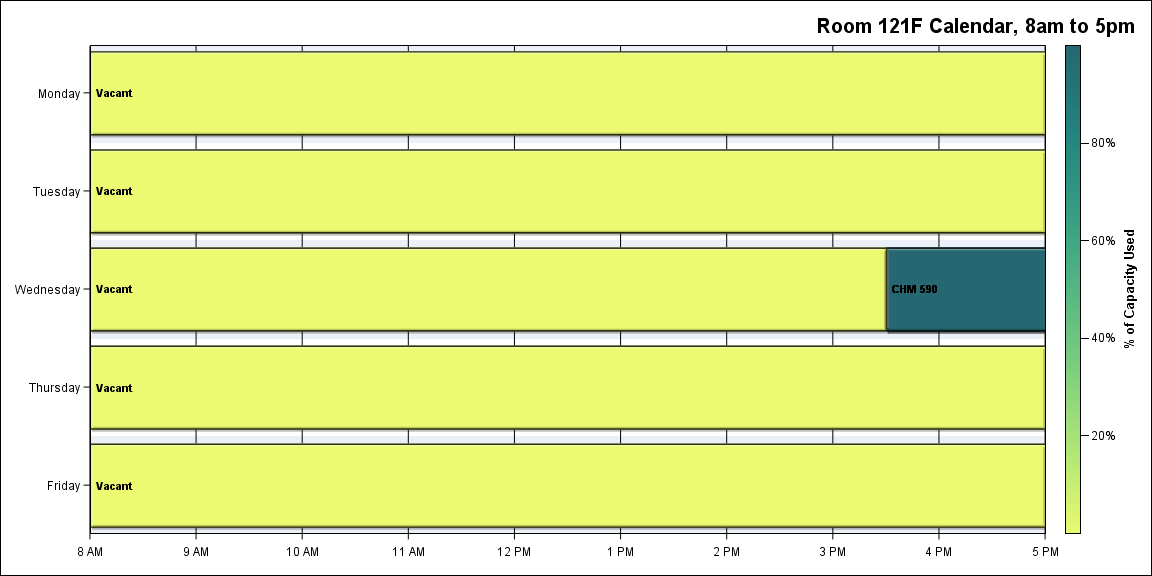 Room 121F Calendar, 8am to 5pm
Monday
Vacant
Tuesday
Vacant
Wednesday
Vacant
CHM 590
Thursday
Vacant
Friday
Vacant
8 AM
9 AM
10 AM
11 AM
12 PM
1 PM
2 PM
3 PM
4 PM
5 PM
80%
60%
40%
20%
% of Capacity Used